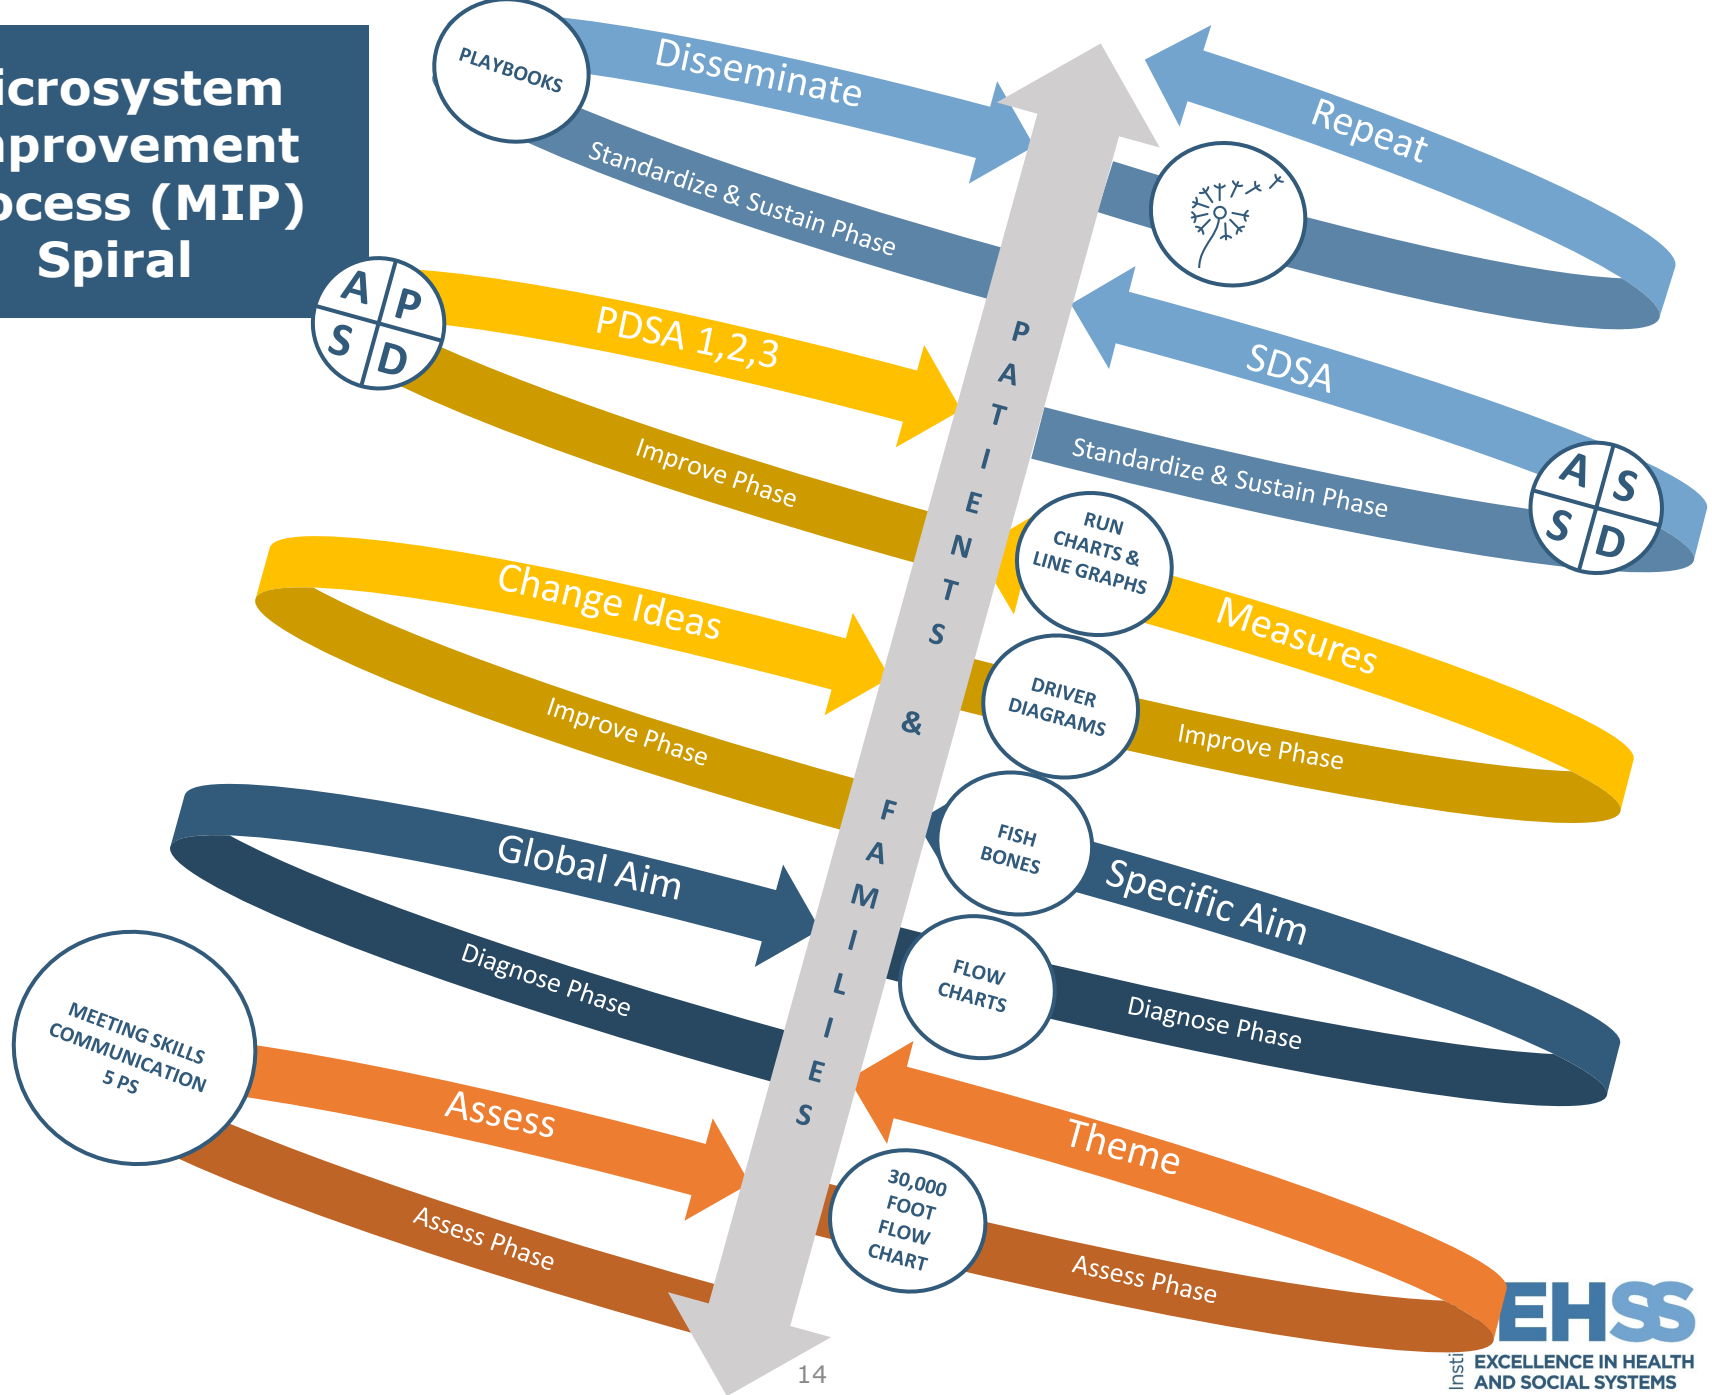 icrosystem
provement
ocess (MIP)
Spiral
PLAYBOOKS
Disseminate
Repeat
Standardize & Sustain Phase
A P
S D
PDSA 1,2,3
SDSA
Improve Phase
Standardize & Sustain Phase
A S
S D
RUN
CHARTS &
LINE GRAPHS
Change Ideas
Measures
DRIVER
DIAGRAMS
Improve Phase
Improve Phase
FISH
BONES
Global Aim
Specific Aim
FLOW
CHARTS
Diagnose Phase
Diagnose Phase
MEETING SKILLS
COMMUNICATION
5 PS
Assess
Theme
30,000
FOOT
FLOW
CHART
Assess Phase
Assess Phase
PATIENTS & FAMILIES
14
Insti
EHSS
EXCELLENCE IN HEALTH
AND SOCIAL SYSTEMS